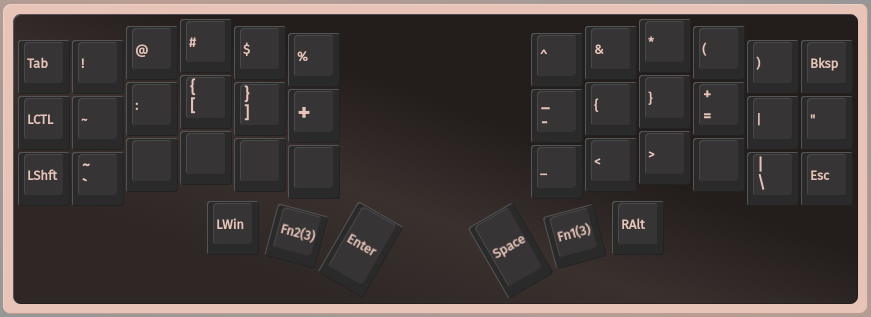 Tab ! @ # $ % ^ & * ( ) Bksp
LCTL ~ : { } + _ { } + | "
[ ] - =
LShft ~ _ < > | Esc
` \
LWin Fn2(3) Enter Space Fn1(3) RAlt